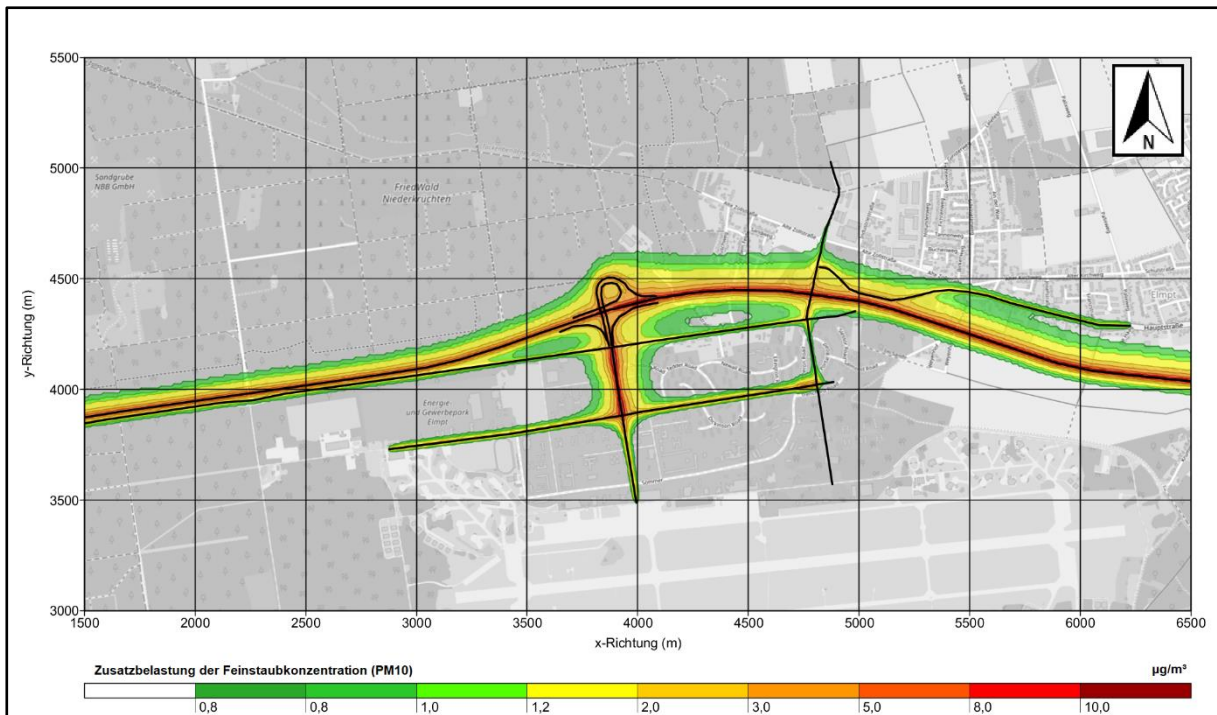 5500
5000
4500
4000
3500
3000
y-Richtung (m)
N
Sandgrube
NBB GmbH
FriedWald
Niederkrüchten
Alte Zollstraße
Elmpt
Hauptstraße
Energie-
und Gewerbepark
Elmpt
1500 2000 2500 3000 3500 4000 4500 5000 5500 6000 6500
x-Richtung (m)
Zusatzbelastung der Feinstaubkonzentration (PM10) µg/m³
0,8 0,8 1,0 1,2 2,0 3,0 5,0 8,0 10,0